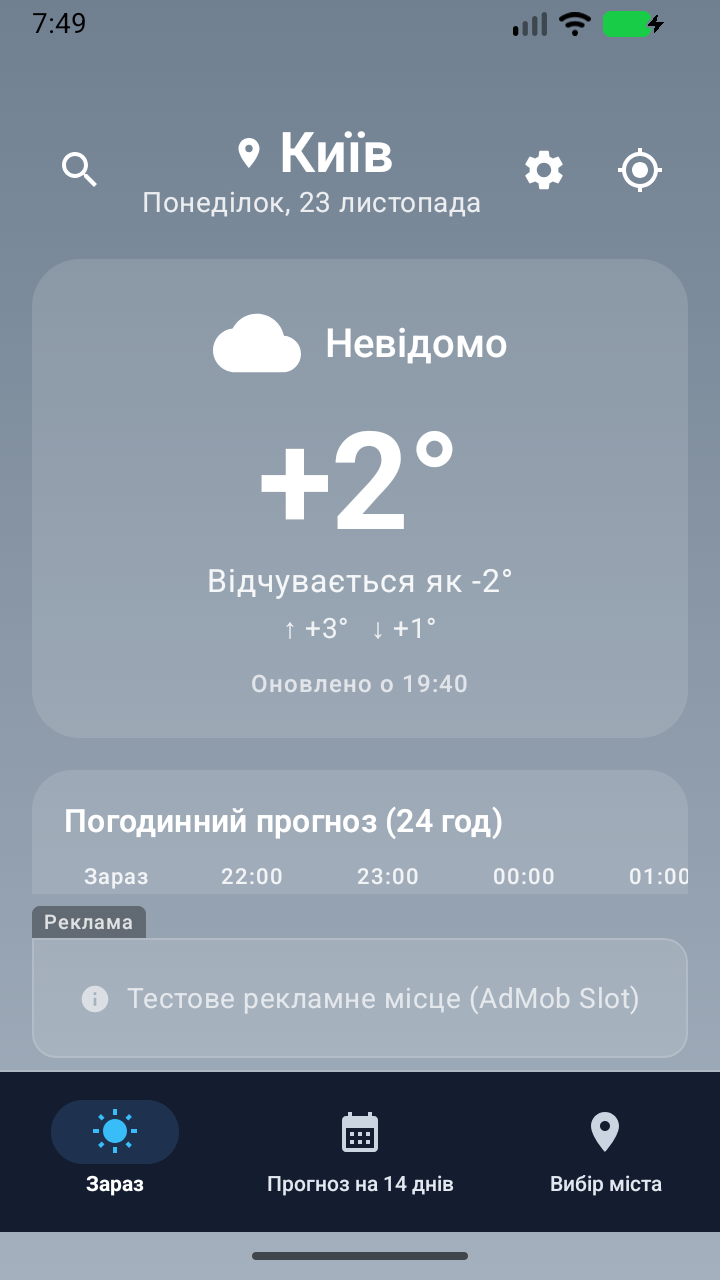 7:49
Київ
Понеділок, 23 листопада
Невідомо
+2°
Відчувається як -2°
↑ +3° ↓ +1°
Оновлено о 19:40
Погодинний прогноз (24 год)
Зараз 22:00 23:00 00:00 01:00
Реклама
Тестове рекламне місце (AdMob Slot)
Зараз Прогноз на 14 днів Вибір міста